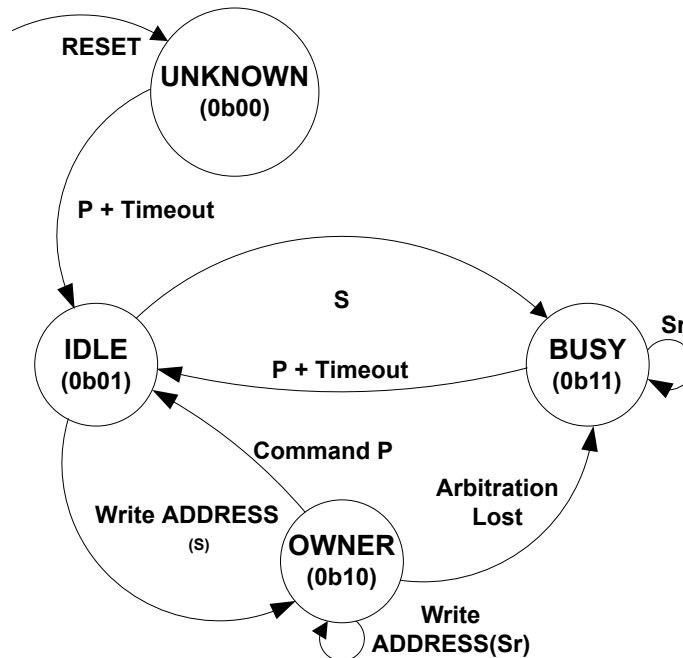 RESET
UNKNOWN
(0b00)
P + Timeout
S
Sr
IDLE
(0b01)
BUSY
(0b11)
P + Timeout
Command P
Arbitration
Lost
Write ADDRESS
(S)
OWNER
(0b10)
Write
ADDRESS(Sr)